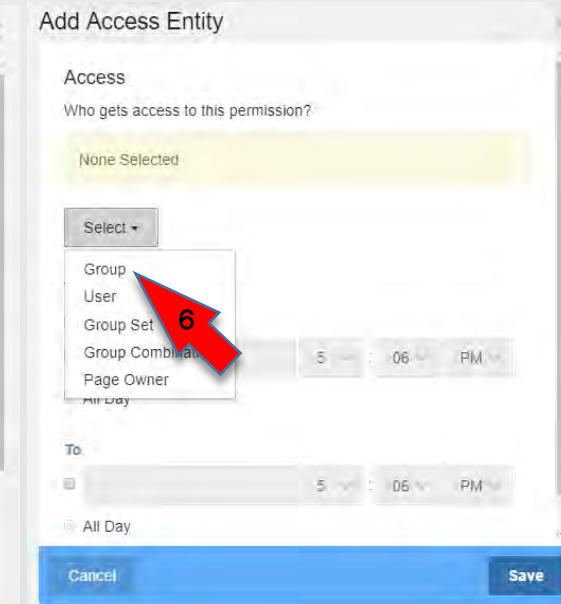 Add Access Entity
Access
Who gets access to this permission?
None Selected
Select
Group
User
6
Group Set
Group
5 : 06 PM
Page Owner
All Day
To
5 : 06 PM
All Day
Cancel Save